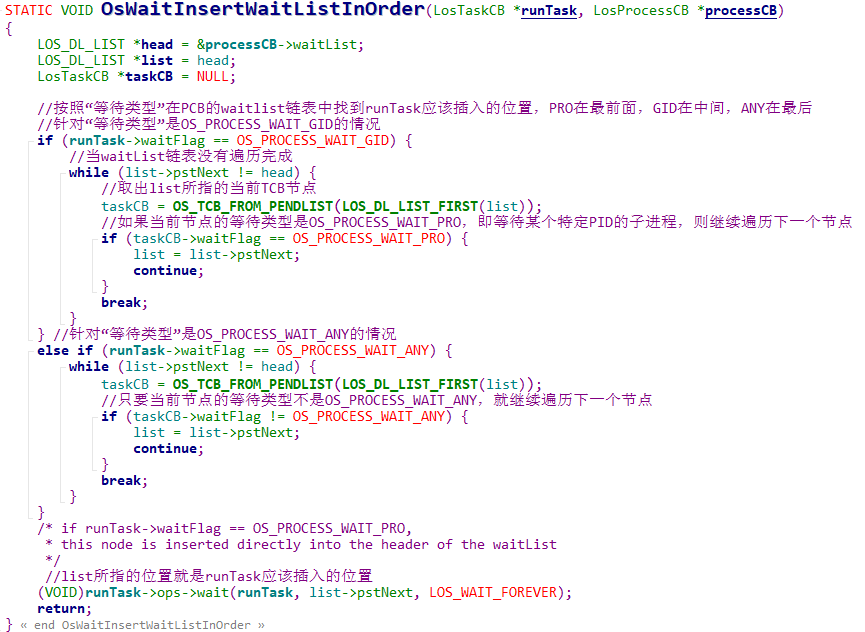 STATIC VOID OsWaitInsertWaitListInOrder(LosTaskCB *runTask, LosProcessCB *processCB)
{
    LOS_DL_LIST *head = &processCB->waitList;
    LOS_DL_LIST *list = head;
    LosTaskCB *taskCB = NULL;

    //按照“等待类型”在PCB的waitlist链表中找到runTask应该插入的位置，PRO在最前面，GID在中间，ANY在最后
    //针对“等待类型”是OS_PROCESS_WAIT_GID的情况
    if (runTask->waitFlag == OS_PROCESS_WAIT_GID) {
        //当waitList链表没有遍历完成
        while (list->pstNext != head) {
            //取出list所指的当前TCB节点
            taskCB = OS_TCB_FROM_PENDLIST(LOS_DL_LIST_FIRST(list));
            //如果当前节点的等待类型是OS_PROCESS_WAIT_PRO，即等待某个特定PID的子进程，则继续遍历下一个节点
            if (taskCB->waitFlag == OS_PROCESS_WAIT_PRO) {
                list = list->pstNext;
                continue;
            }
            break;
        }
    } //针对“等待类型”是OS_PROCESS_WAIT_ANY的情况
    else if (runTask->waitFlag == OS_PROCESS_WAIT_ANY) {
        while (list->pstNext != head) {
            taskCB = OS_TCB_FROM_PENDLIST(LOS_DL_LIST_FIRST(list));
            //只要当前节点的等待类型不是OS_PROCESS_WAIT_ANY，就继续遍历下一个节点
            if (taskCB->waitFlag != OS_PROCESS_WAIT_ANY) {
                list = list->pstNext;
                continue;
            }
            break;
        }
    }
    /* if runTask->waitFlag == OS_PROCESS_WAIT_PRO,
     * this node is inserted directly into the header of the waitList
     */
     //list所指的位置就是runTask应该插入的位置
    (VOID)runTask->ops->wait(runTask, list->pstNext, LOS_WAIT_FOREVER);
    return;
} « end OsWaitInsertWaitListInOrder »